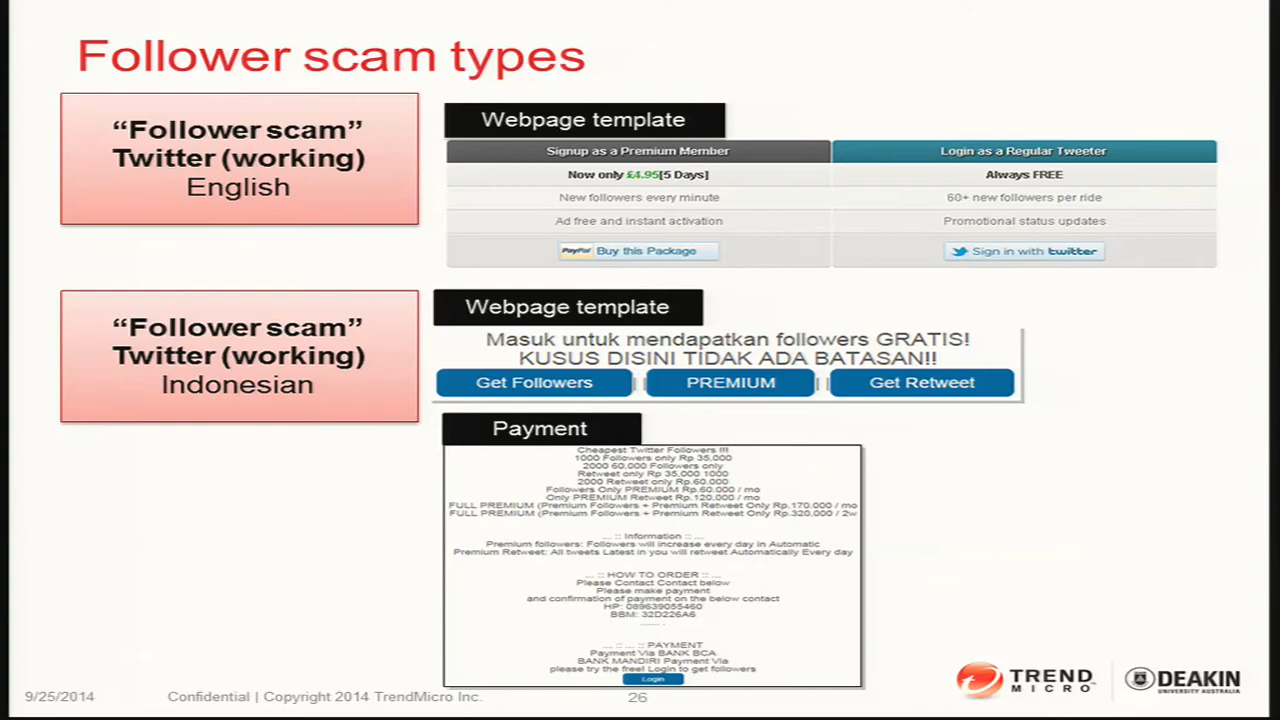 Follower scam types
“Follower scam”
Twitter (working)
English
Webpage template
Signup as a Premium Member
Login as a Regular Tweeter
Now only £4.95[5 Days]
Always FREE
New followers every minute
60+ new followers per ride
Ad free and instant activation
Promotional status updates
PayPal Buy this Package
Sign in with twitter
“Follower scam”
Twitter (working)
Indonesian
Webpage template
Masuk untuk mendapatkan followers GRATIS!
KUSUS DISINI TIDAK ADA BATASAN!!
Get Followers || PREMIUM || Get Retweet
Payment
Cheapest Twitter Followers !!!
1000 Followers only Rp 35,000
2000 60,000 Followers only
Retweet only Rp 35,000 1000
2000 Retweet only Rp.60.000
Followers Only PREMIUM Rp.60.000 / mo
Only PREMIUM Retweet Rp.120,000 / mo
FULL PREMIUM (Premium Followers + Premium Retweet Only Rp.170.000 / mo
FULL PREMIUM (Premium Followers + Premium Retweet Only Rp.320,000 / 2w
... :: Information :: ...
Premium followers: Followers will increase every day in Automatic
Premium Retweet: All tweets Latest in you will retweet Automatically Every day
... :: HOW TO ORDER :: ...
Please Contact Contact below
Please make payment
and confirmation of payment on the below contact
HP: 089639055460
BBM: 32D226A6
... :: ... :: PAYMENT
Payment Via BANK BCA
BANK MANDIRI Payment Via
please try the free! Login to get followers
Login
9/25/2014
Confidential | Copyright 2014 TrendMicro Inc.
26
TREND
MICRO
DEAKIN
UNIVERSITY AUSTRALIA